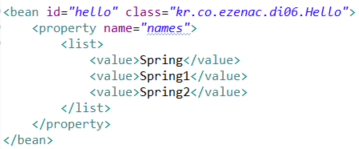 <bean id="hello" class="kr.co.ezenac.di06.Hello">
<property name="names">
<list>
<value>Spring</value>
<value>Spring1</value>
<value>Spring2</value>
</list>
</property>
</bean>